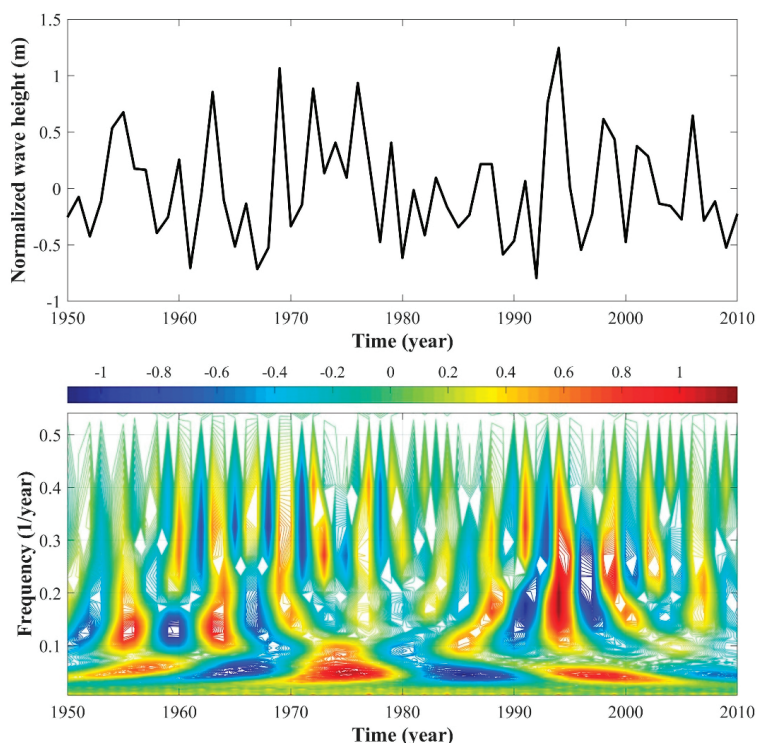 Normalized wave height (m)
1.5
1
0.5
0
-0.5
-1
1950 1960 1970 1980 1990 2000 2010
Time (year)
-1 -0.8 -0.6 -0.4 -0.2 0 0.2 0.4 0.6 0.8 1
Frequency (1/year)
0.5
0.4
0.3
0.2
0.1
1950 1960 1970 1980 1990 2000 2010
Time (year)